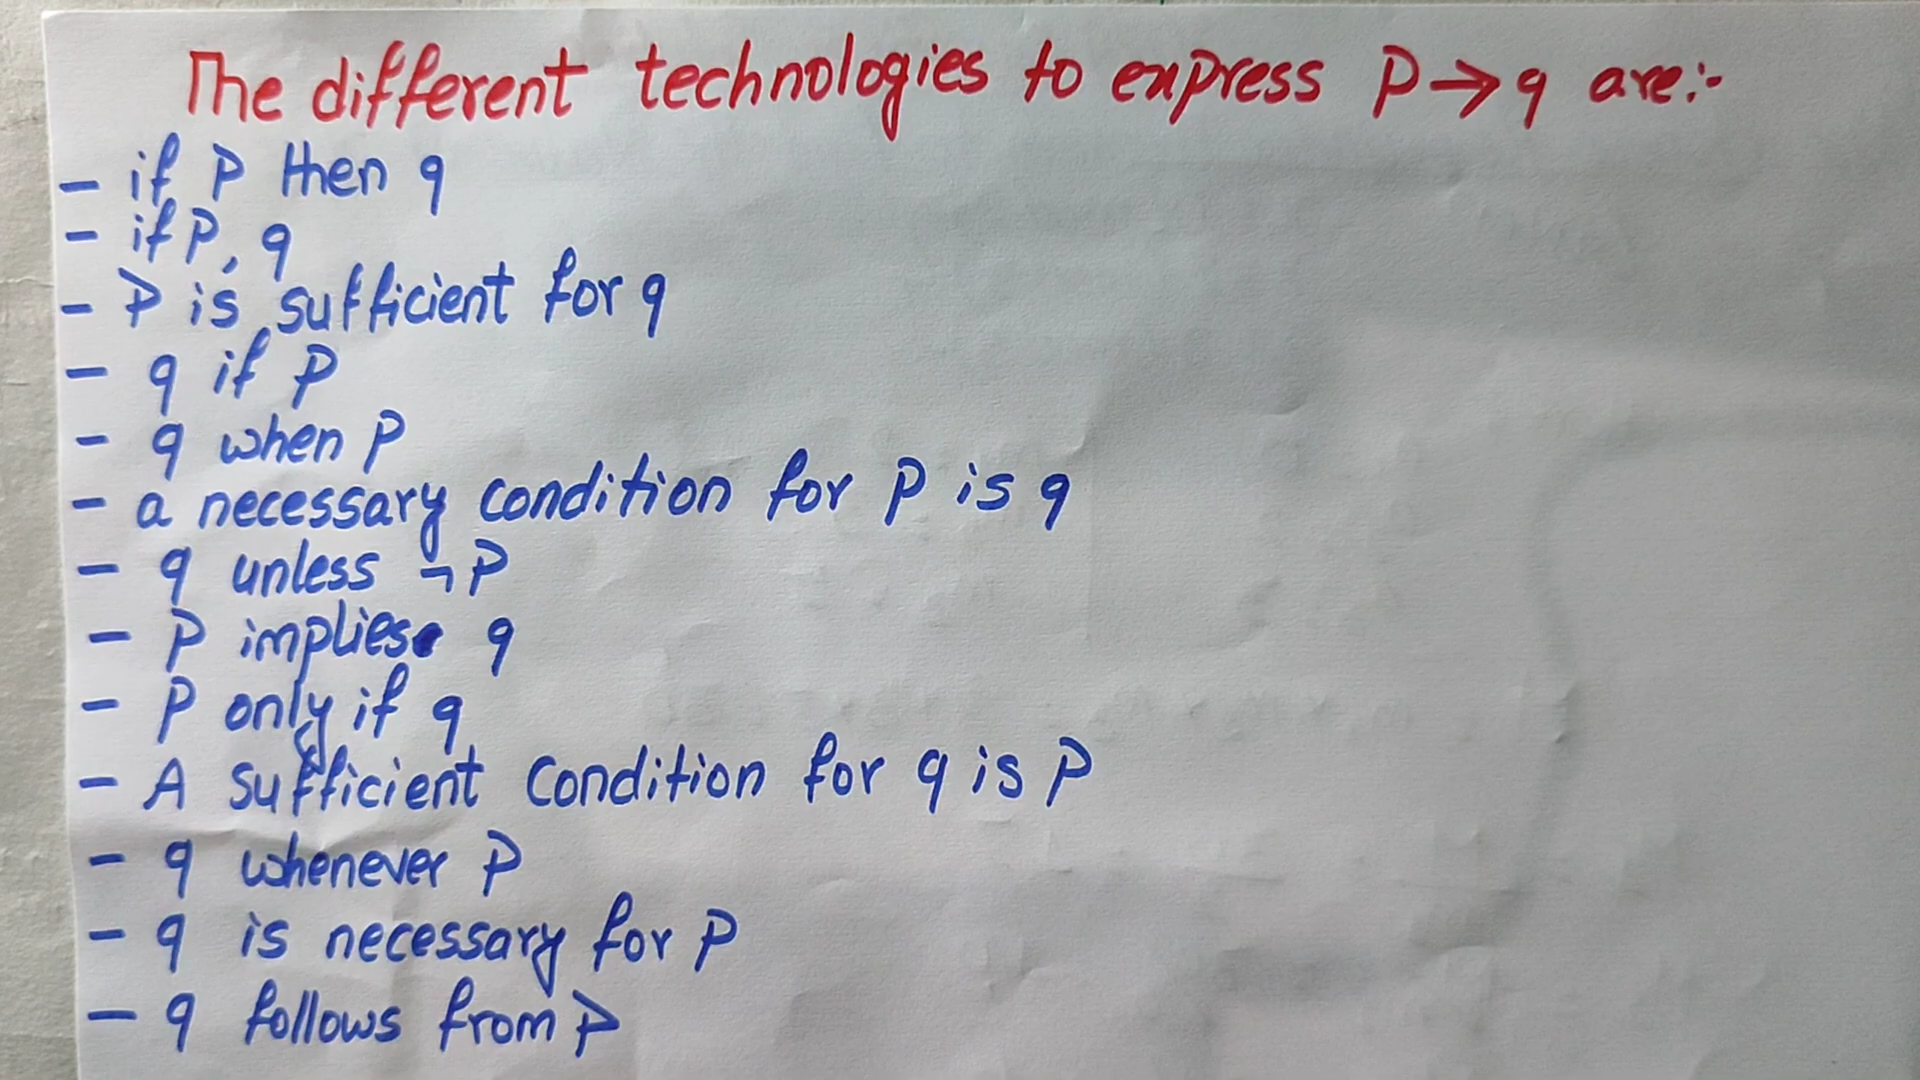 The different technologies to express P→q are:-
- if P then q
- if P, q
- P is sufficient for q
- q if P
- q when P
- a necessary condition for P is q
- q unless ¬P
- P implies q
- P only if q
- A sufficient condition for q is P
- q whenever P
- q is necessary for P
- q follows from P